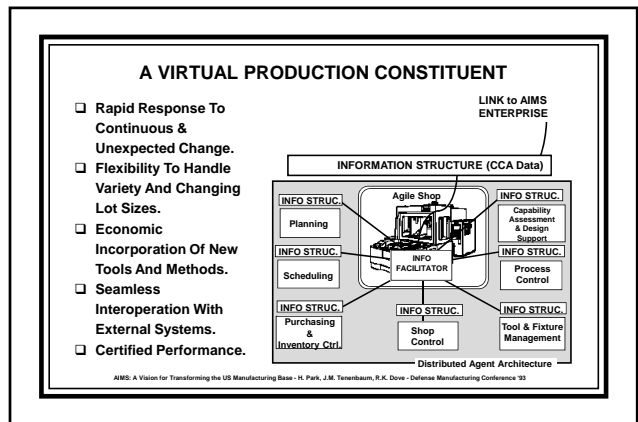 A VIRTUAL PRODUCTION CONSTITUENT
❑ Rapid Response To
Continuous &
Unexpected Change.
❑ Flexibility To Handle
Variety And Changing
Lot Sizes.
❑ Economic
Incorporation Of New
Tools And Methods.
❑ Seamless
Interoperation With
External Systems.
❑ Certified Performance.
LINK to AIMS
ENTERPRISE
INFORMATION STRUCTURE (CCA Data)
Agile Shop
INFO STRUC.
Planning
INFO STRUC.
Capability
Assessment
& Design
Support
INFO STRUC.
Scheduling
INFO
FACILITATOR
INFO STRUC.
Process
Control
INFO STRUC.
Purchasing
&
Inventory Ctrl.
INFO STRUC.
Shop
Control
INFO STRUC.
Tool & Fixture
Management
Distributed Agent Architecture
AIMS: A Vision for Transforming the US Manufacturing Base - H. Park, J.M. Tenenbaum, R.K. Dove - Defense Manufacturing Conference '93